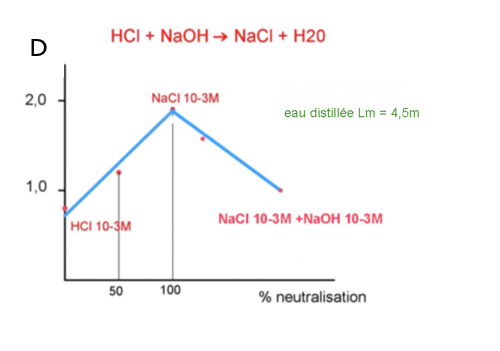 D
HCl + NaOH → NaCl + H20
2,0
NaCl 10-3M
eau distillée Lm = 4,5m
1,0
HCl 10-3M
NaCl 10-3M +NaOH 10-3M
50
100
% neutralisation